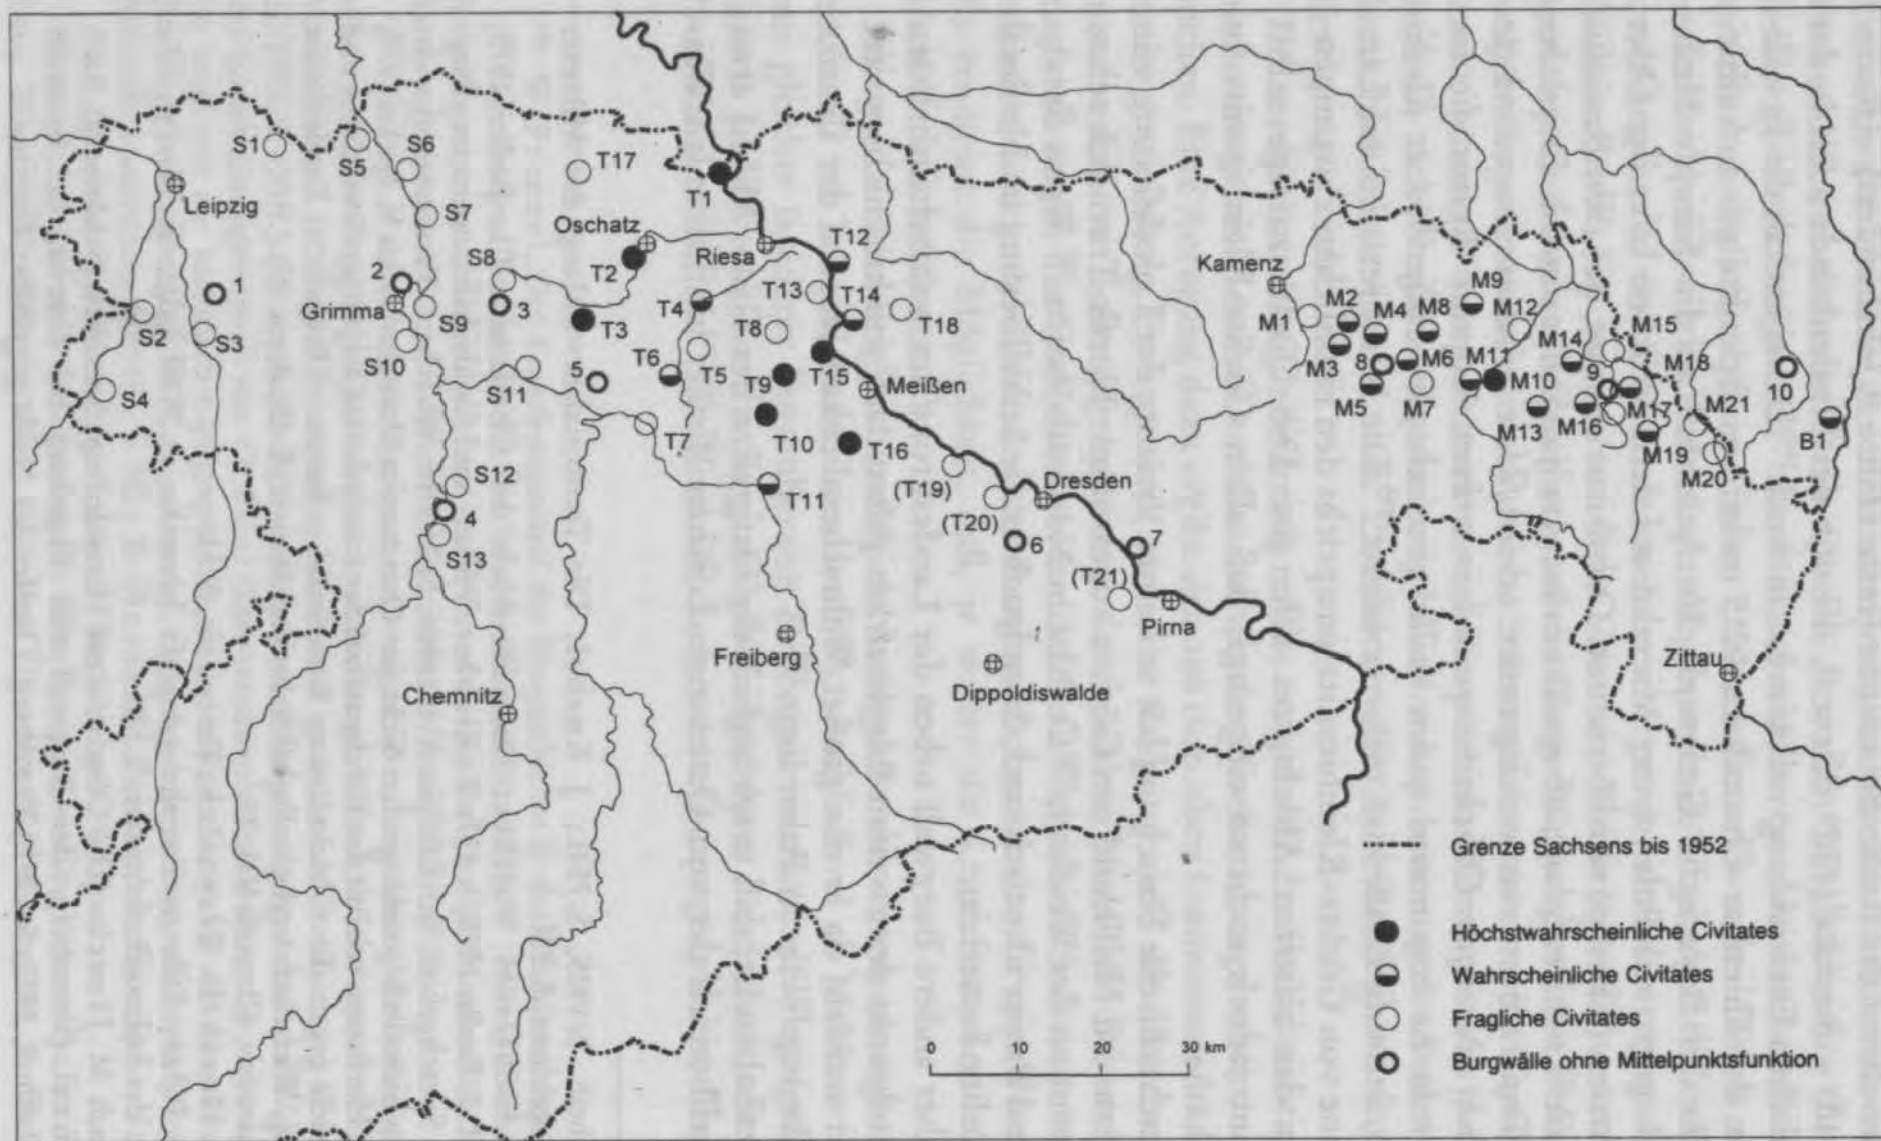 S1
S5
S6
T17
T1
Leipzig
S7
Oschatz
T2
Riesa
T12
S8
Kamenz
M9
1
2
Grimma
S9
3
T3
T4
T13
T14
T18
M1
M2
M4
M8
M12
S2
S3
T8
M3
M14
M15
S10
T6
T5
T9
T15
Meißen
8
M6
M11
M10
9
M18
10
S4
S11
5
M5
M7
M13
M16
M17
M21
B1
T7
T10
T16
M19
M20
S12
T11
(T19)
Dresden
4
(T20)
S13
6
7
(T21)
Pirna
Freiberg
Zittau
Chemnitz
Dippoldiswalde
Grenze Sachsens bis 1952
Höchstwahrscheinliche Civitates
Wahrscheinliche Civitates
Fragliche Civitates
0 10 20 30 km
Burgwälle ohne Mittelpunktsfunktion